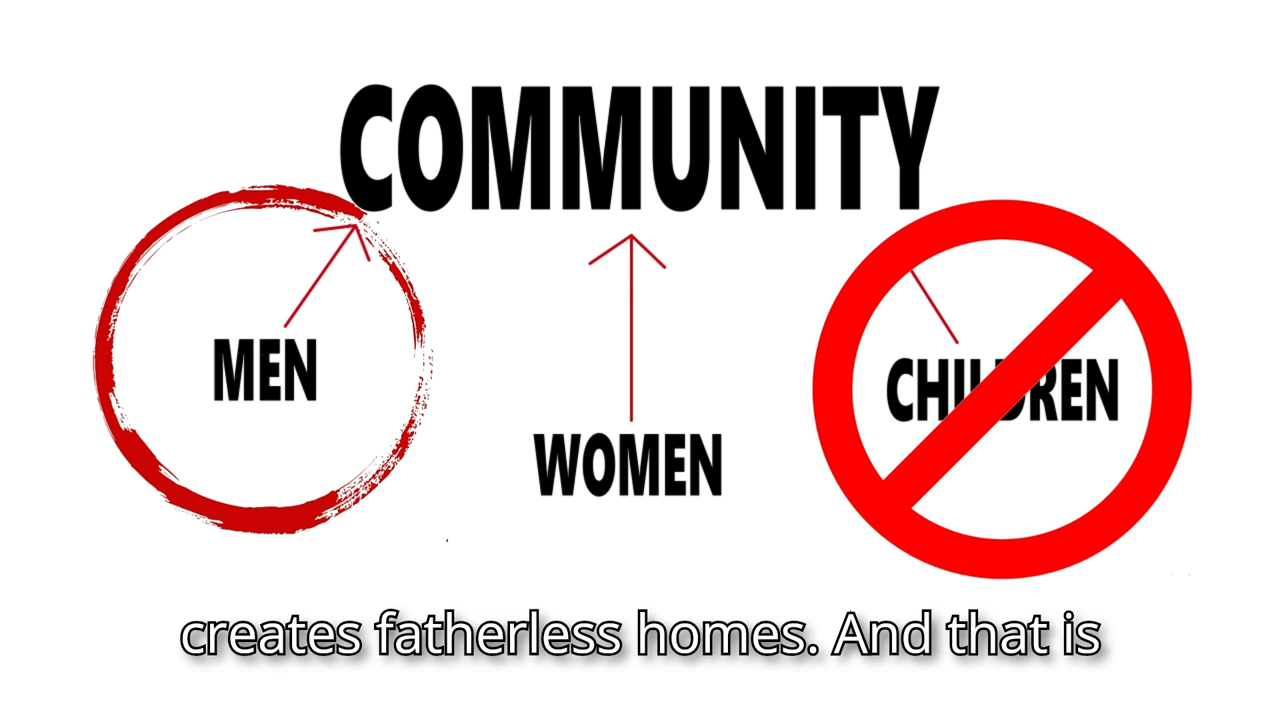 COMMUNITY
MEN
CHILDREN
WOMEN
creates fatherless homes. And that is